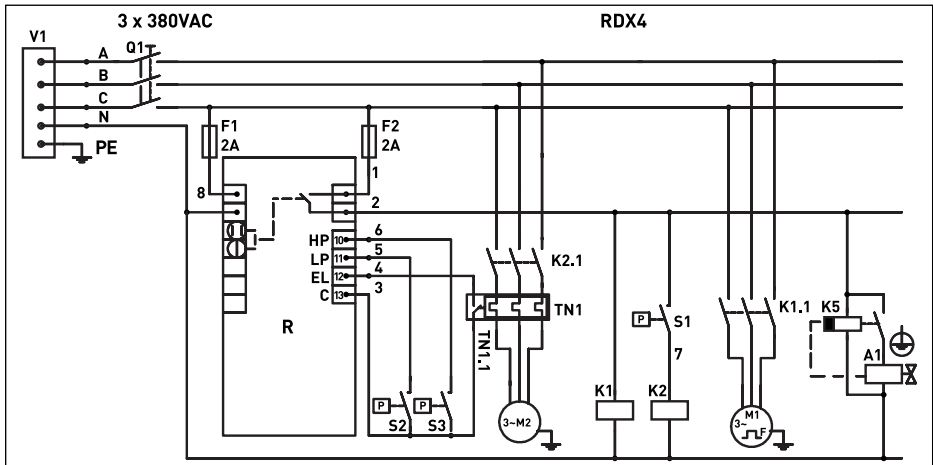 3 x 380VAC
RDX4
V1
A
Q1
B
C
N
PE
F1
2A
F2
2A
1
8
2
HP 10 6
LP 11 5
EL 12 4
C 13 3
R
K2.1
TN1
TN1.1
P S1
7
K1.1
K5
A1
P S2
P S3
3~M2
K1
K2
M1
3~
F